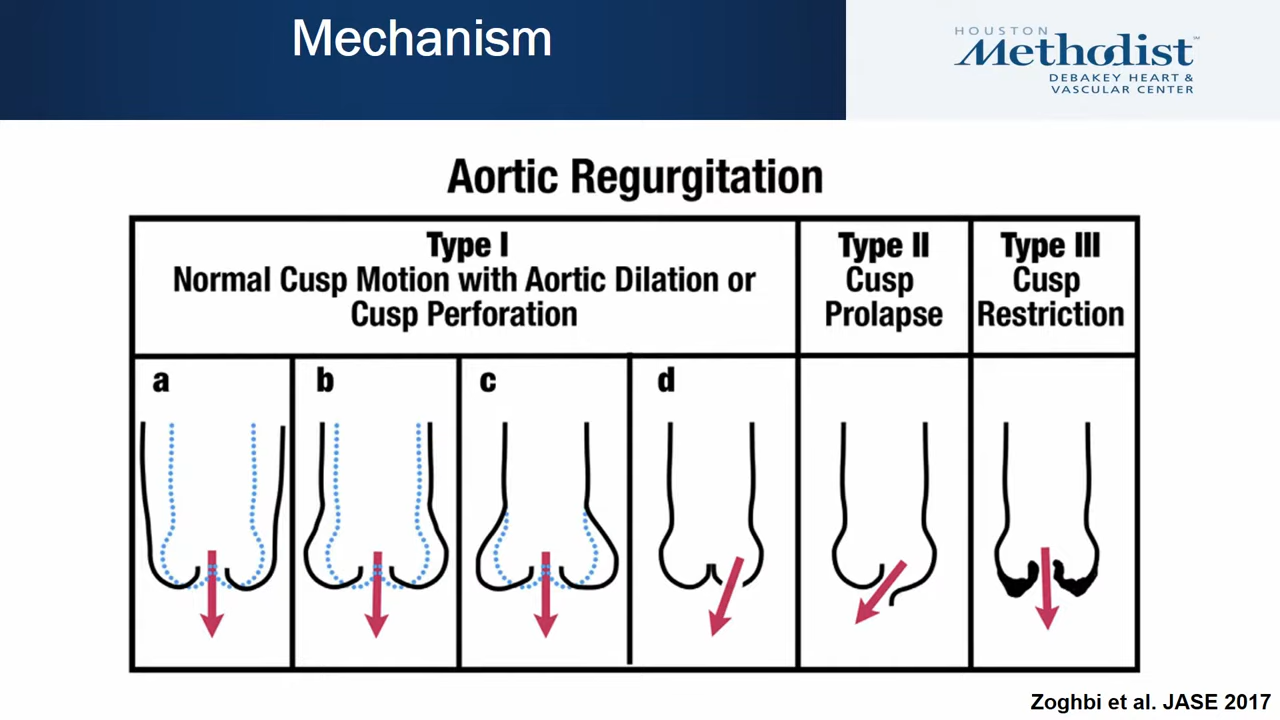 Mechanism
HOUSTON
Methodist™
DEBAKEY HEART &
VASCULAR CENTER
Aortic Regurgitation
Type I
Normal Cusp Motion with Aortic Dilation or
Cusp Perforation
Type II
Cusp
Prolapse
Type III
Cusp
Restriction
a
b
c
d
Zoghbi et al. JASE 2017